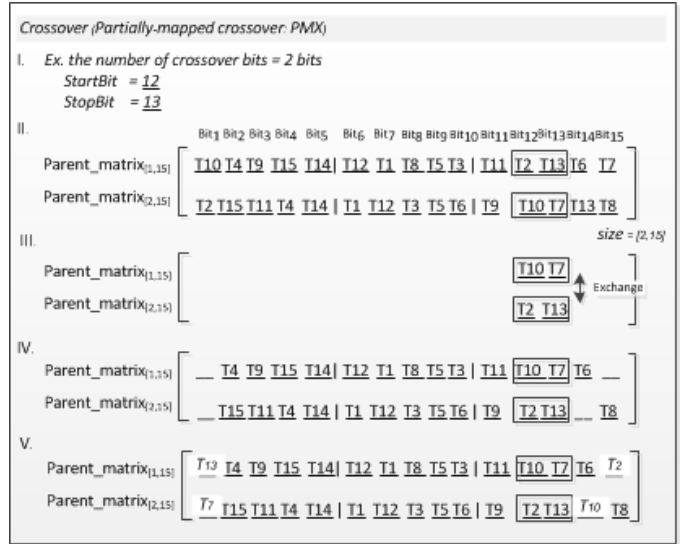 Crossover (Partially-mapped crossover: PMX)
I. Ex. the number of crossover bits = 2 bits
StartBit = 12
StopBit = 13
II.
Bit1 Bit2 Bit3 Bit4 Bit5 Bit6 Bit7 Bit8 Bit9 Bit10 Bit11 Bit12 Bit13 Bit14 Bit15
Parent_matrix[1,15] T10 T4 T9 T15 T14 | T12 T1 T8 T5 T3 | T11 T2 T13 T6 T7
Parent_matrix[2,15] T2 T15 T11 T4 T14 | T1 T12 T3 T5 T6 | T9 T10 T7 T13 T8
size = [2,15]
III.
Parent_matrix[1,15] T10 T7
Exchange
Parent_matrix[2,15] T2 T13
IV.
Parent_matrix[1,15] __ T4 T9 T15 T14 | T12 T1 T8 T5 T3 | T11 T10 T7 T6 __
Parent_matrix[2,15] __ T15 T11 T4 T14 | T1 T12 T3 T5 T6 | T9 T2 T13 __ T8
V.
Parent_matrix[1,15] T13 T4 T9 T15 T14 | T12 T1 T8 T5 T3 | T11 T10 T7 T6 T2
Parent_matrix[2,15] T7 T15 T11 T4 T14 | T1 T12 T3 T5 T6 | T9 T2 T13 T10 T8